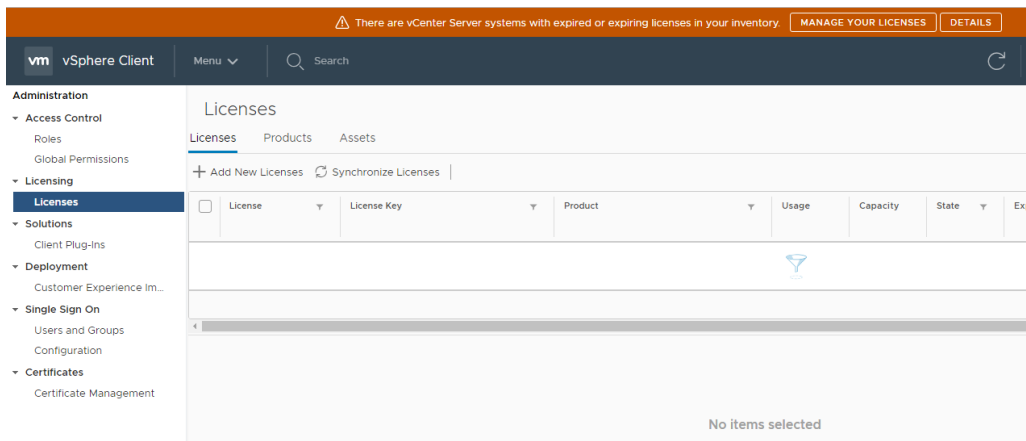 There are vCenter Server systems with expired or expiring licenses in your inventory. MANAGE YOUR LICENSES DETAILS
vm vSphere Client Menu Search
Administration
Access Control
Roles
Global Permissions
Licensing
Licenses
Solutions
Client Plug-Ins
Deployment
Customer Experience Im...
Single Sign On
Users and Groups
Configuration
Certificates
Certificate Management
Licenses
Licenses Products Assets
Add New Licenses Synchronize Licenses
License License Key Product Usage Capacity State Ex
No items selected